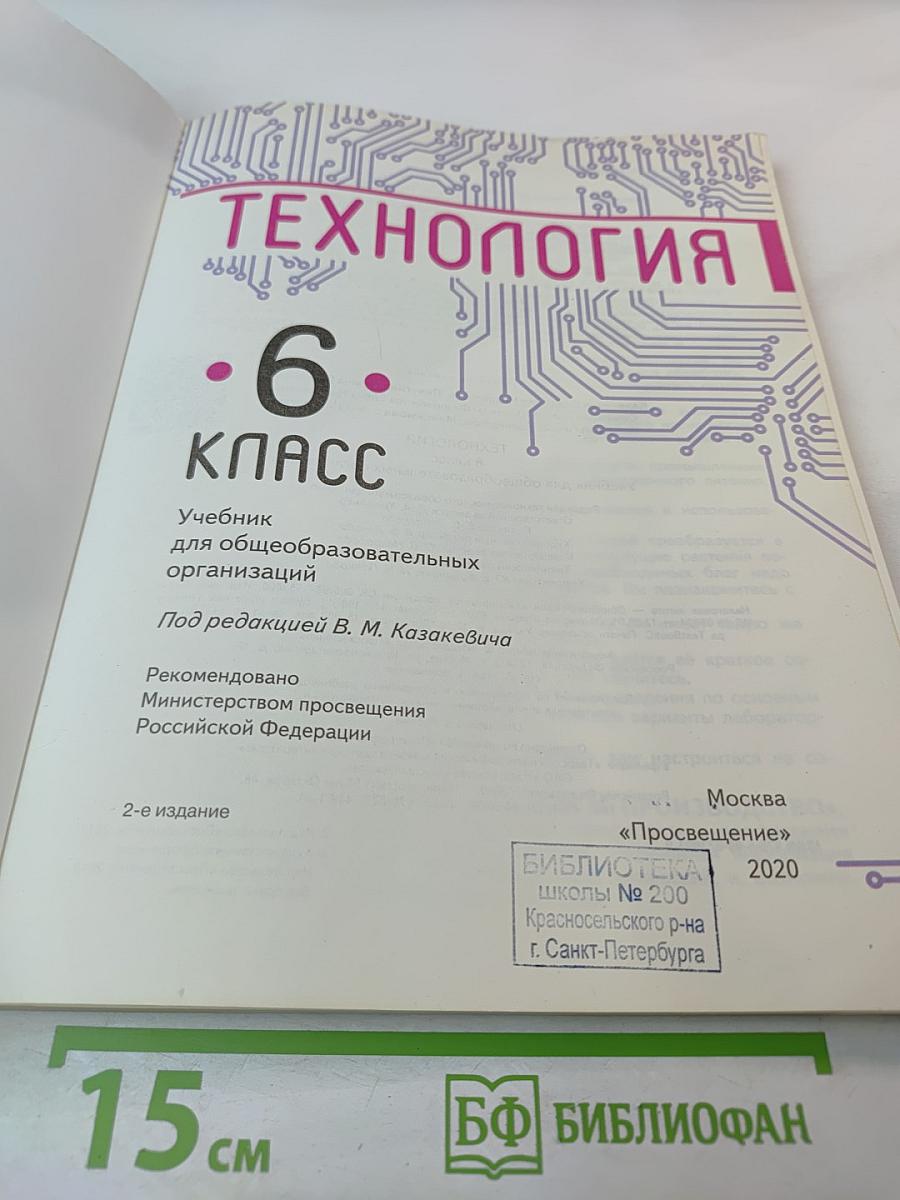 ТЕХНОЛОГИЯ
• 6 •
КЛАСС
Учебник
для общеобразовательных
организаций
Под редакцией В. М. Казакевича
Рекомендовано
Министерством просвещения
Российской Федерации
2-е издание
Москва
«Просвещение»
2020
БИБЛИОТЕКА
школы № 200
Красносельского р-на
г. Санкт-Петербурга
15 см
БФ БИБЛИОФАН